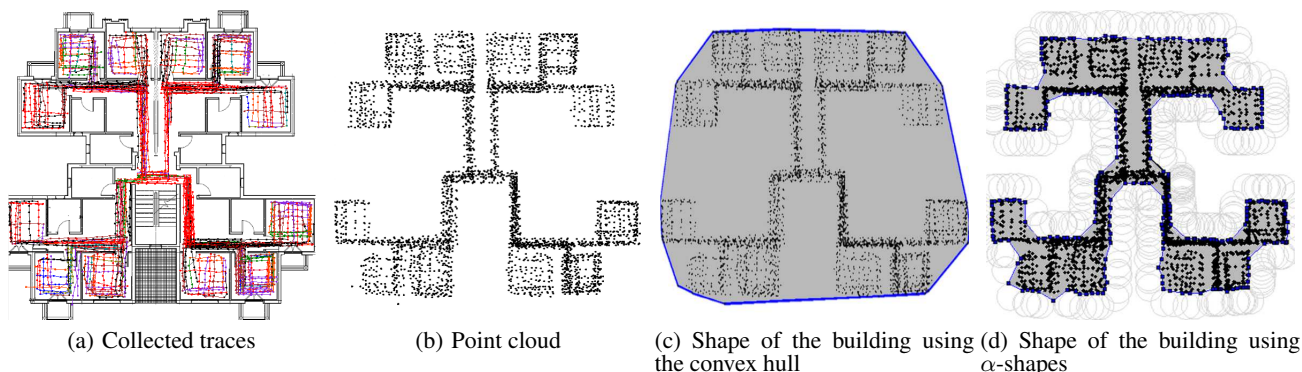 (a) Collected traces
(b) Point cloud
(c) Shape of the building using
the convex hull
(d) Shape of the building using
α-shapes